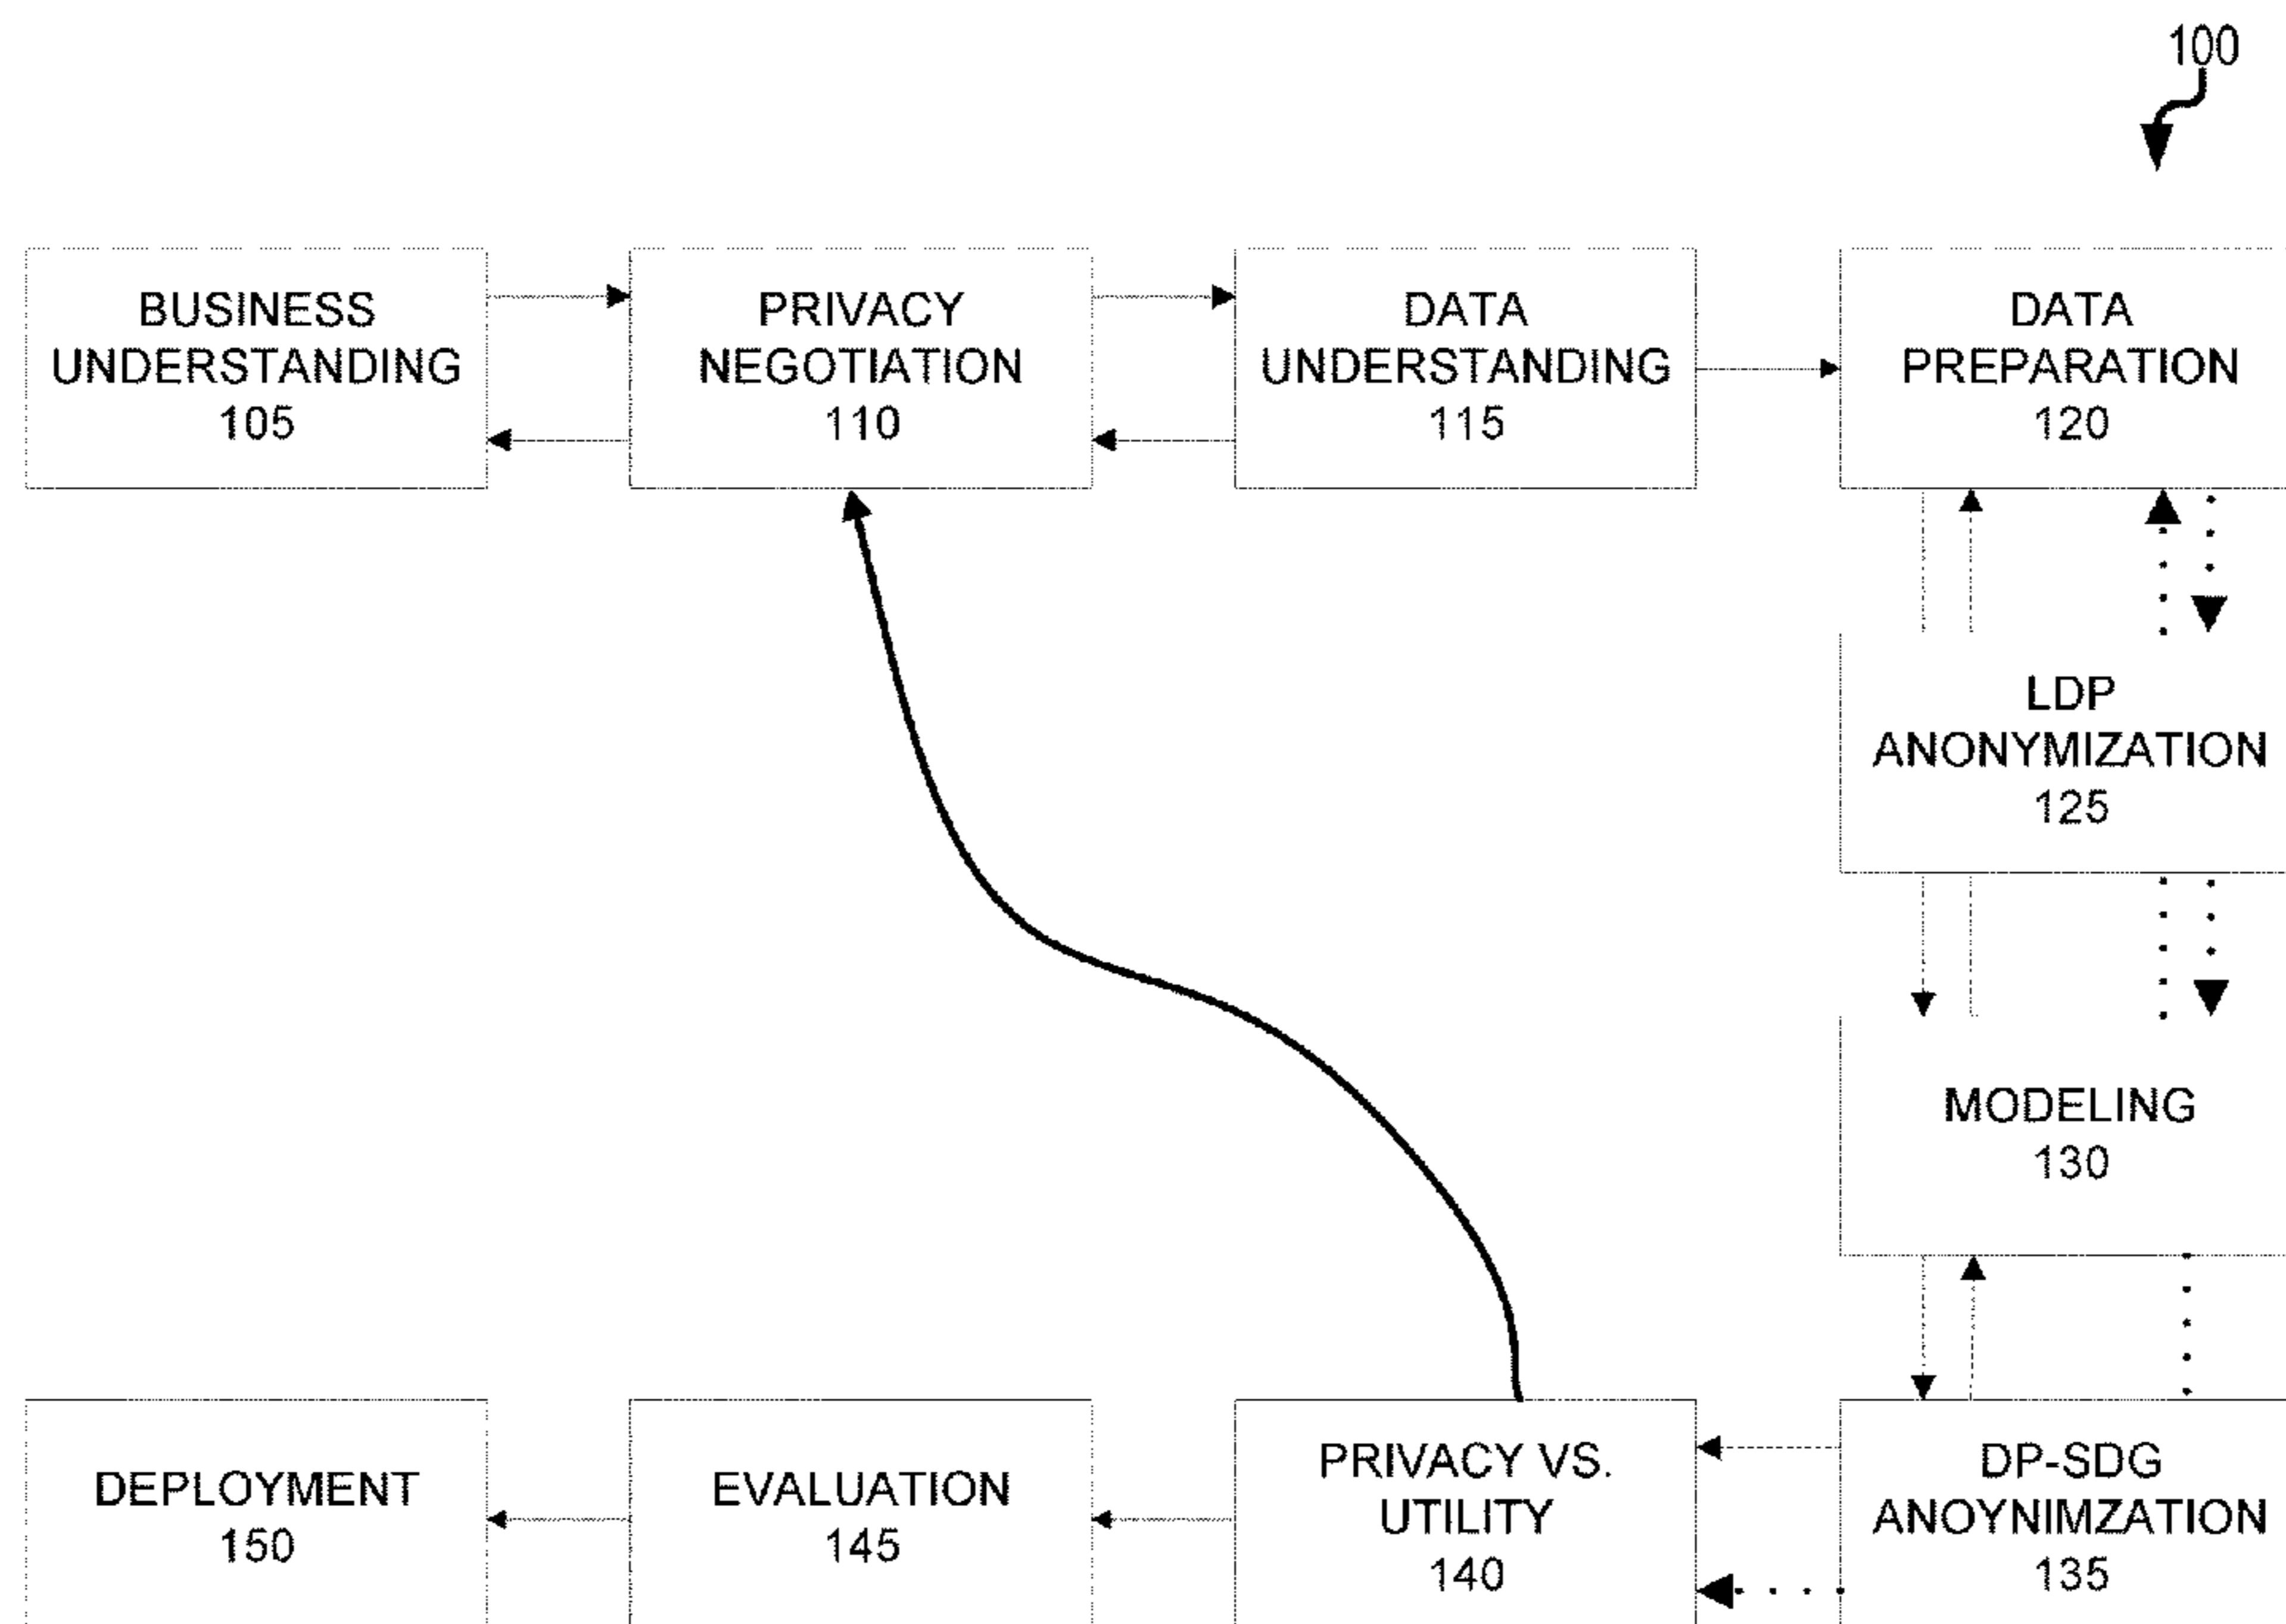 100
BUSINESS
UNDERSTANDING
105
PRIVACY
NEGOTIATION
110
DATA
UNDERSTANDING
115
DATA
PREPARATION
120
LDP
ANONYMIZATION
125
MODELING
130
DEPLOYMENT
150
EVALUATION
145
PRIVACY VS.
UTILITY
140
DP-SDG
ANOYNIMZATION
135